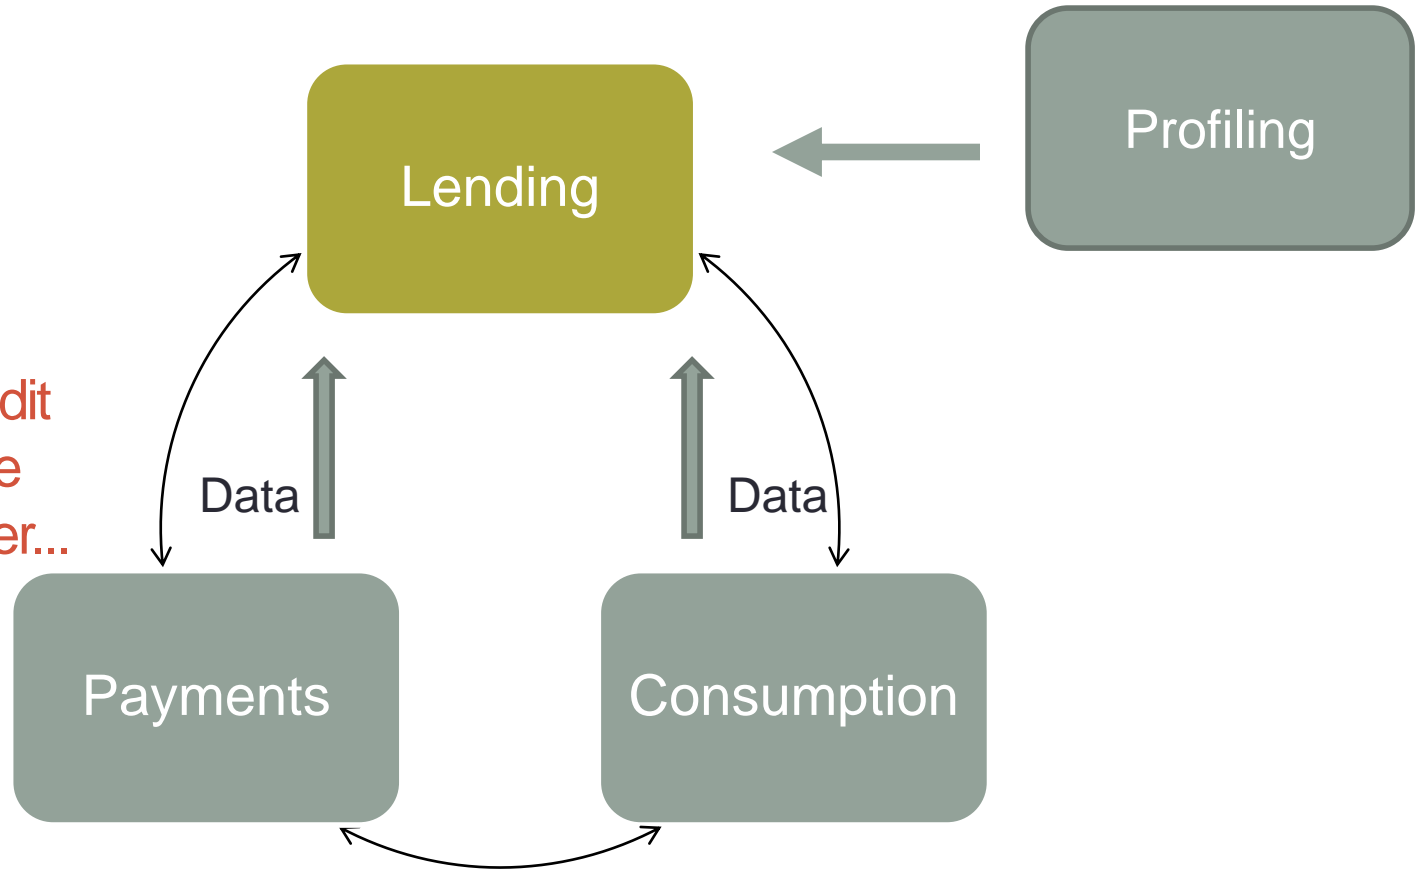 Profiling
Lending
dit
e
er...
Data
Data
Payments
Consumption